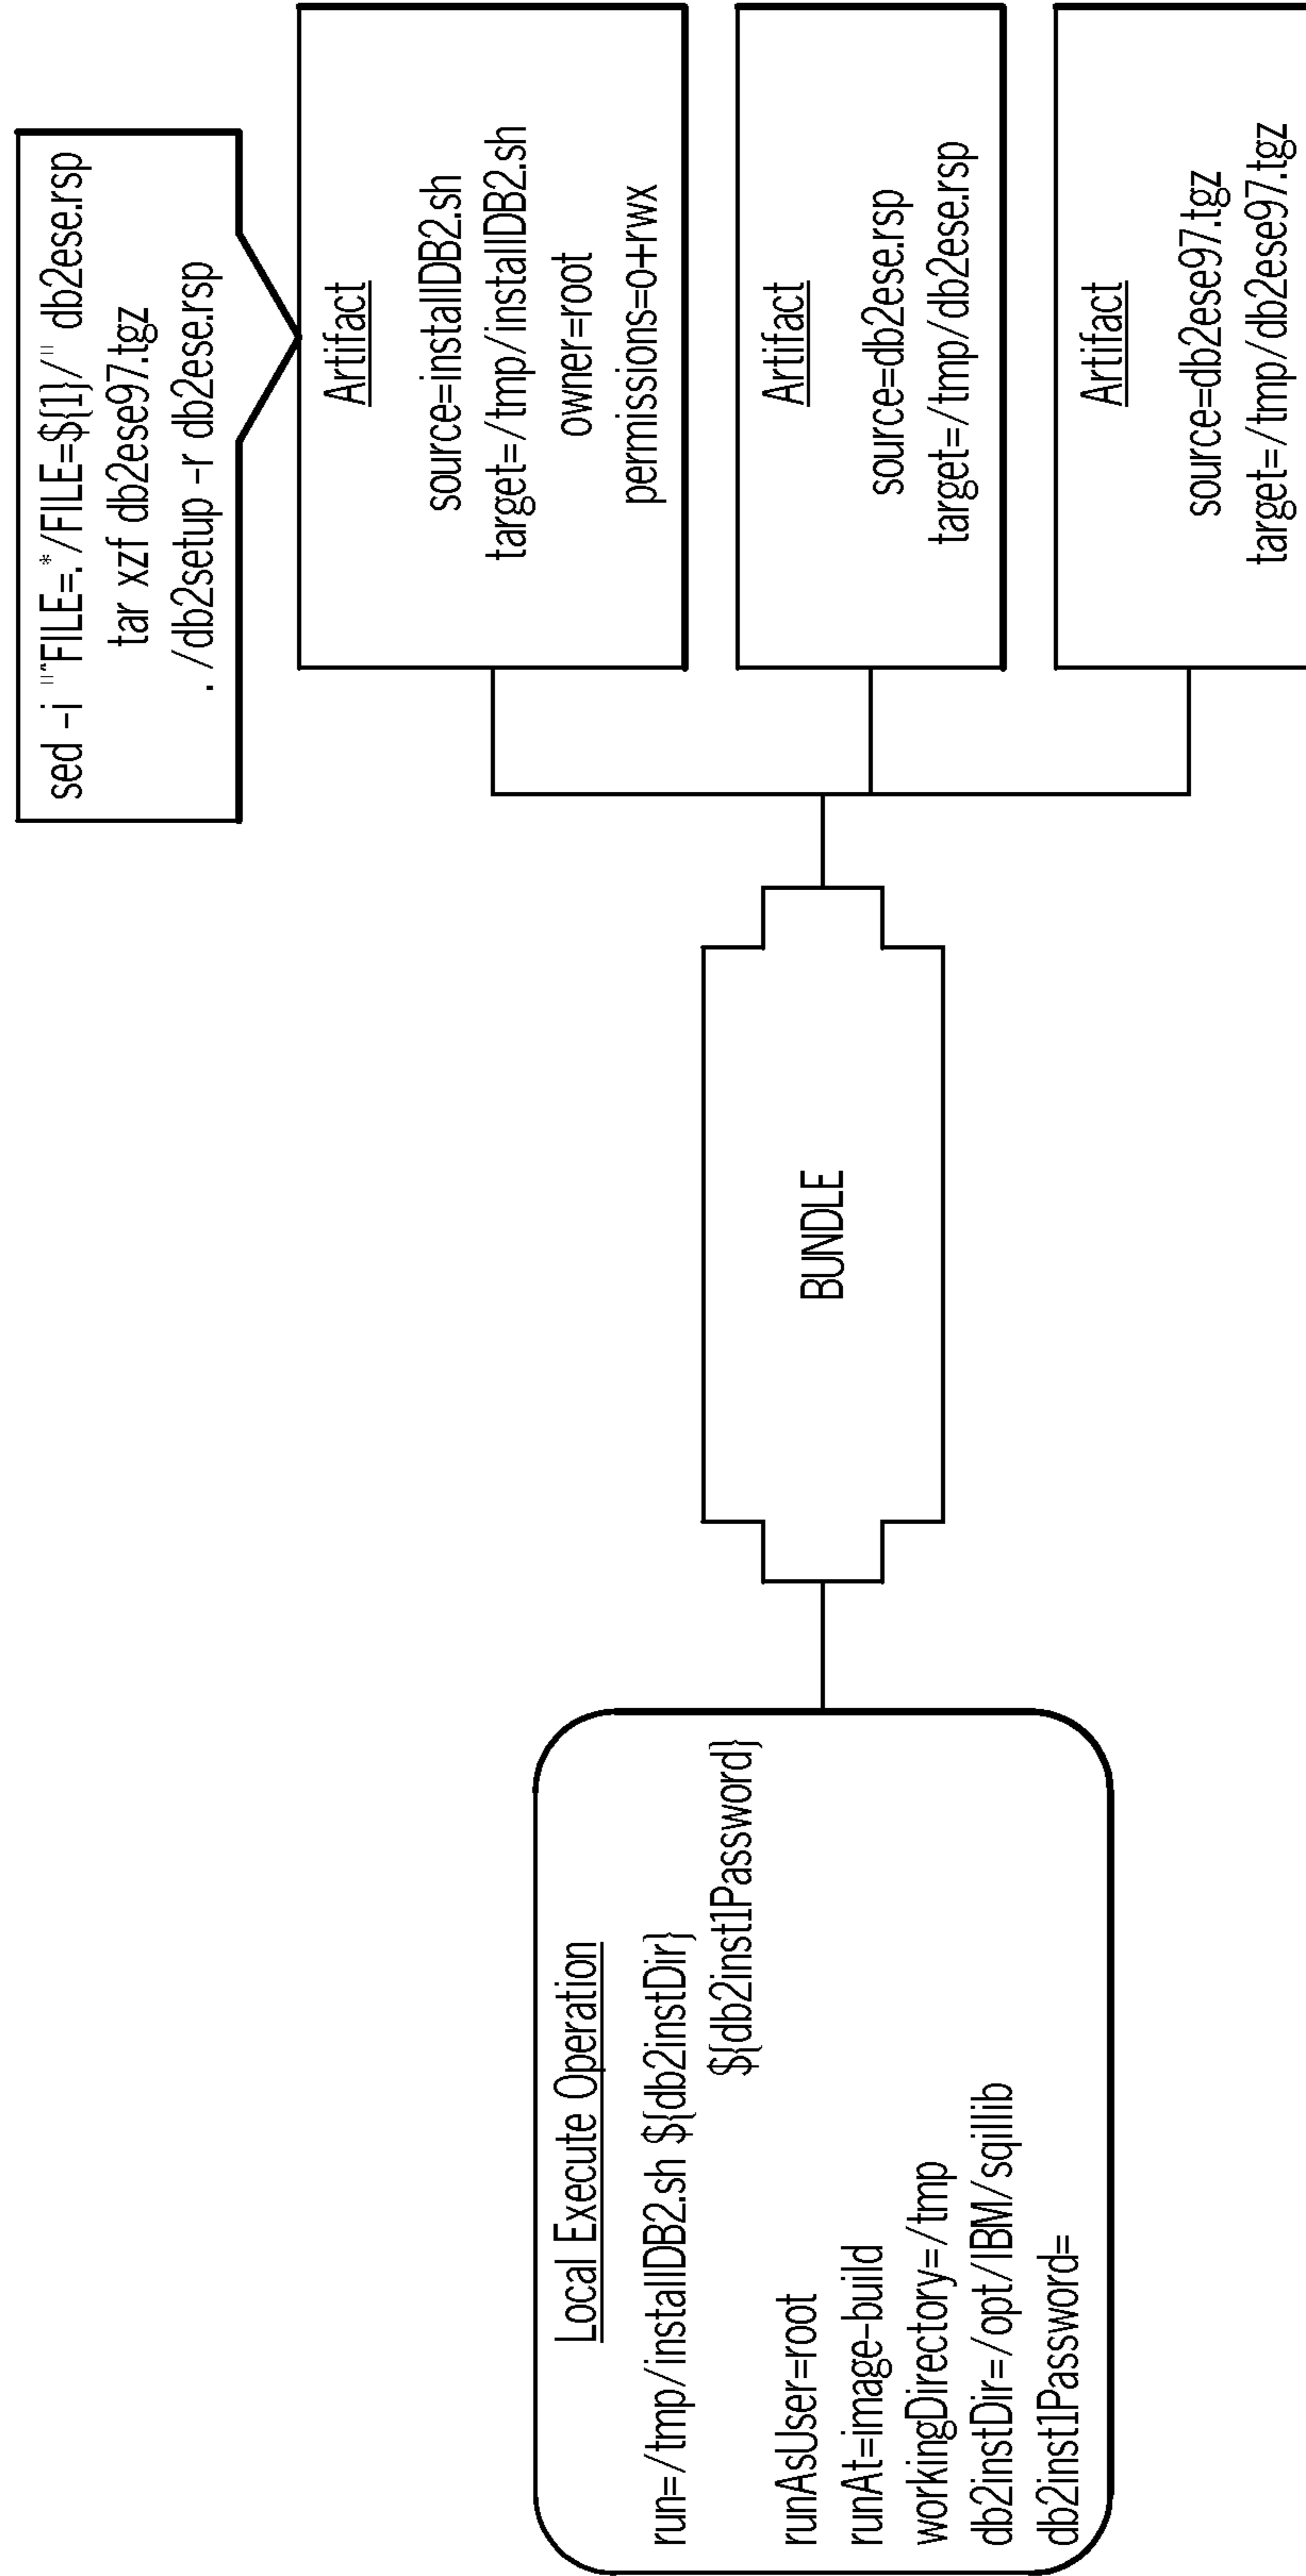 sed -i ""^FILE=.*/FILE=${1}/" db2ese.rsp
tar xzf db2ese97.tgz
./db2setup -r db2ese.rsp
Artifact
source=installDB2.sh
target=/tmp/installDB2.sh
owner=root
permissions=o+rwx
Artifact
source=db2ese.rsp
target=/tmp/db2ese.rsp
Artifact
source=db2ese97.tgz
target=/tmp/db2ese97.tgz
BUNDLE
Local Execute Operation
run=/tmp/installDB2.sh ${db2instDir}
${db2inst1Password}
runAsUser=root
runAt=image-build
workingDirectory=/tmp
db2instDir=/opt/IBM/sqillib
db2inst1Password=